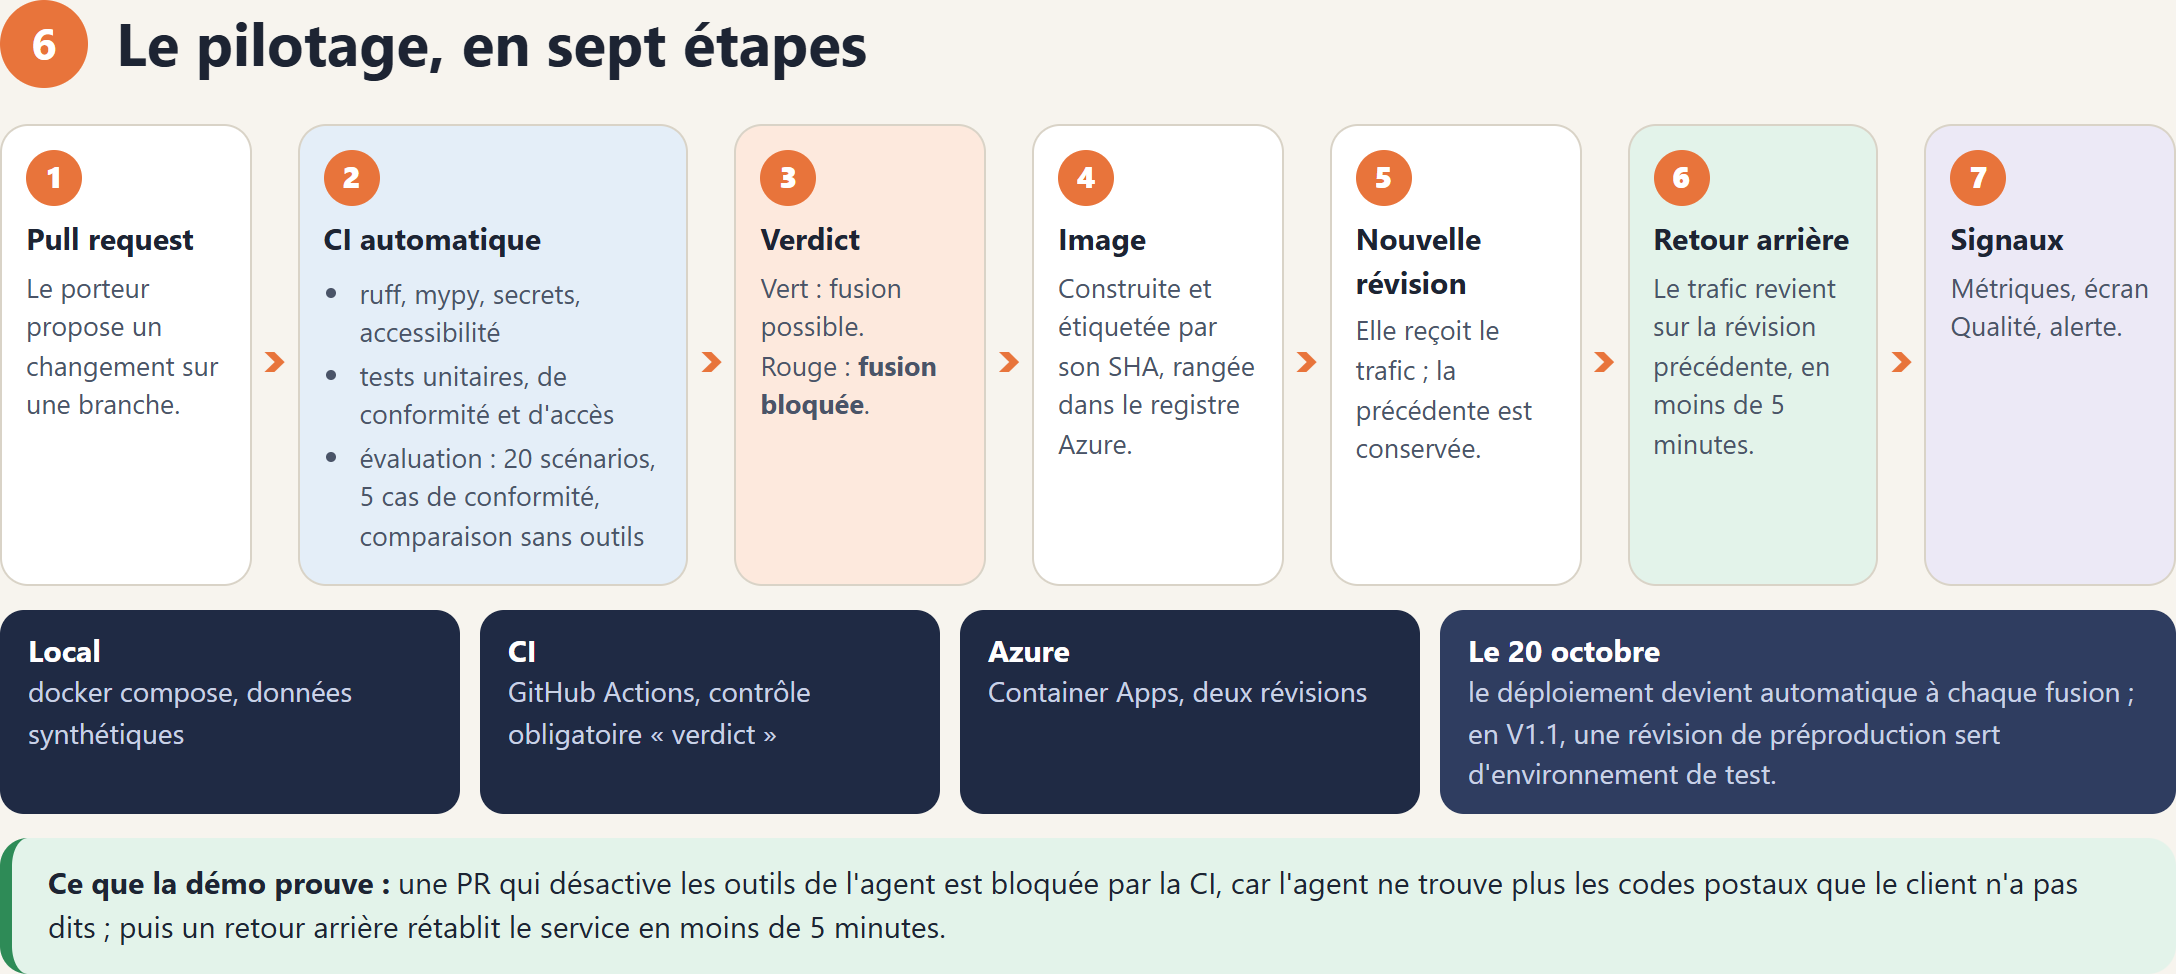 6
Le pilotage, en sept étapes
1
Pull request
Le porteur
propose un
changement sur
une branche.
2
CI automatique
• ruff, mypy, secrets,
accessibilité
• tests unitaires, de
conformité et d'accès
• évaluation : 20 scénarios,
5 cas de conformité,
comparaison sans outils
3
Verdict
Vert : fusion
possible.
Rouge : fusion
bloquée.
4
Image
Construite et
étiquetée par
son SHA, rangée
dans le registre
Azure.
5
Nouvelle
révision
Elle reçoit le
trafic ; la
précédente est
conservée.
6
Retour arrière
Le trafic revient
sur la révision
précédente, en
moins de 5
minutes.
7
Signaux
Métriques, écran
Qualité, alerte.
Local
docker compose, données
synthétiques
CI
GitHub Actions, contrôle
obligatoire « verdict »
Azure
Container Apps, deux révisions
Le 20 octobre
le déploiement devient automatique à chaque fusion ;
en V1.1, une révision de préproduction sert
d'environnement de test.
Ce que la démo prouve : une PR qui désactive les outils de l'agent est bloquée par la CI, car l'agent ne trouve plus les codes postaux que le client n'a pas
dits ; puis un retour arrière rétablit le service en moins de 5 minutes.